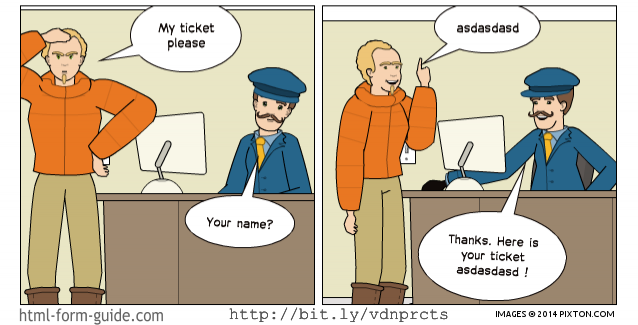 My ticket
please
Your name?
asdasdasd
Thanks. Here is
your ticket
asdasdasd !
html-form-guide.com
http://bit.ly/vdnprcts
IMAGES © 2014 PIXTON.COM